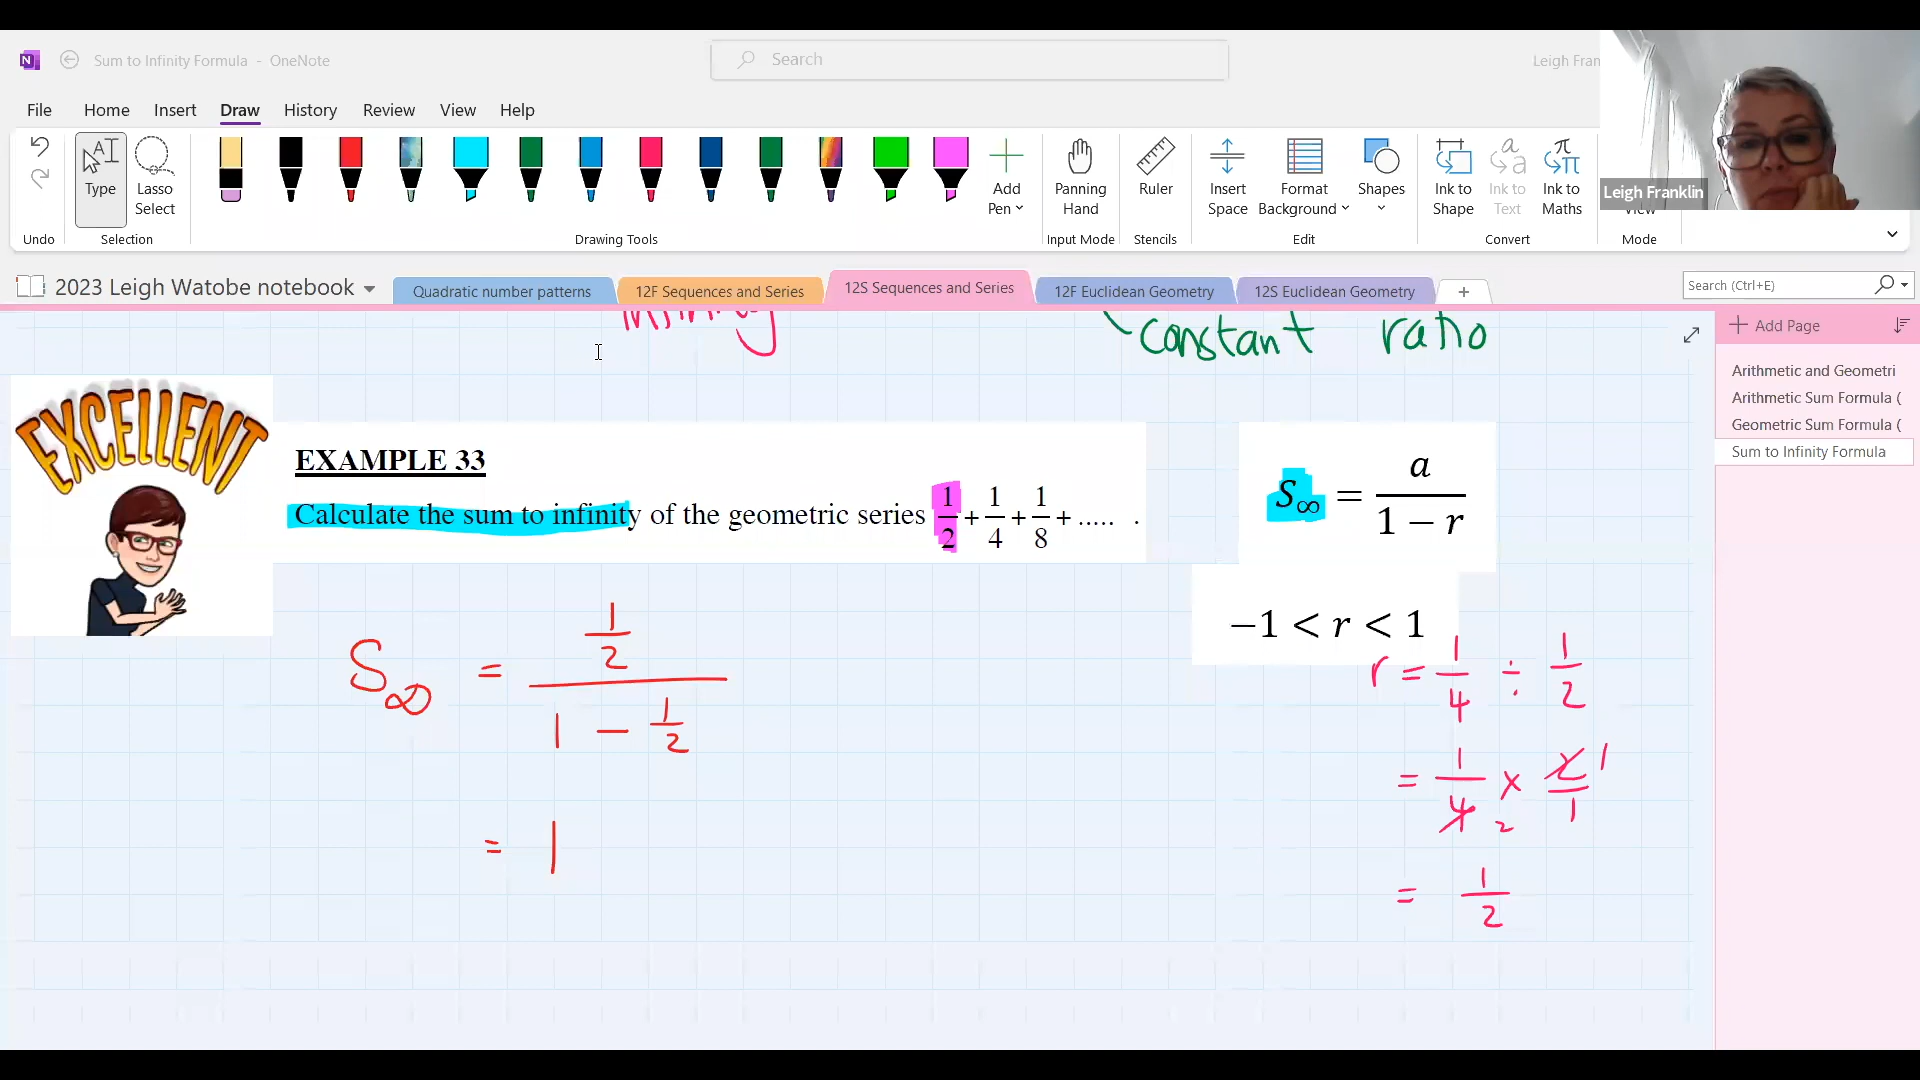 Sum to Infinity Formula - OneNote
Search
Leigh Fran
File Home Insert Draw History Review View Help
Undo
Type
Lasso Select
Selection
Drawing Tools
Add Pen
Panning Hand
Input Mode
Ruler
Stencils
Insert Space
Format Background
Shapes
Edit
Ink to Shape
Ink to Text
Ink to Maths
Convert
View
Mode
Leigh Franklin
2023 Leigh Watobe notebook
Quadratic number patterns
12F Sequences and Series
12S Sequences and Series
12F Euclidean Geometry
12S Euclidean Geometry
+
Search (Ctrl+E)
Add Page
Arithmetic and Geometri
Arithmetic Sum Formula (
Geometric Sum Formula (
Sum to Infinity Formula
infinity
constant ratio
EXCELLENT
EXAMPLE 33
Calculate the sum to infinity of the geometric series 1/2 + 1/4 + 1/8 + ..... .
S∞ = a/(1 − r)
−1 < r < 1
S∞ = (1/2)/(1 − 1/2)
= 1
r = 1/4 ÷ 1/2
= 1/4 2 × 2/1 1
= 1/2